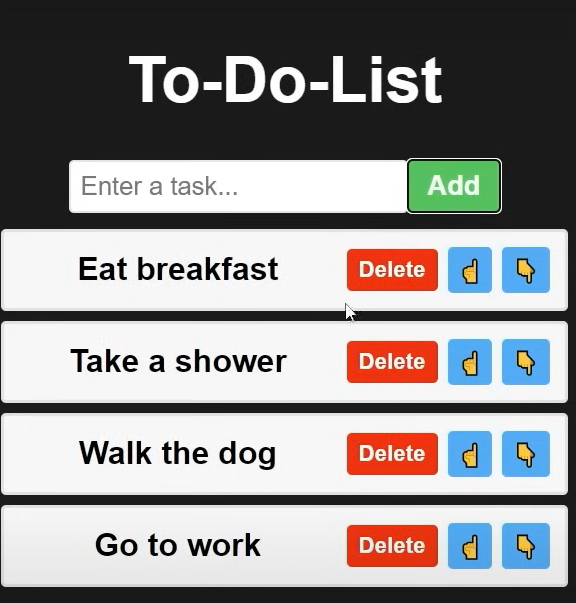 To-Do-List
Enter a task...
Add
Eat breakfast Delete
Take a shower Delete
Walk the dog Delete
Go to work Delete